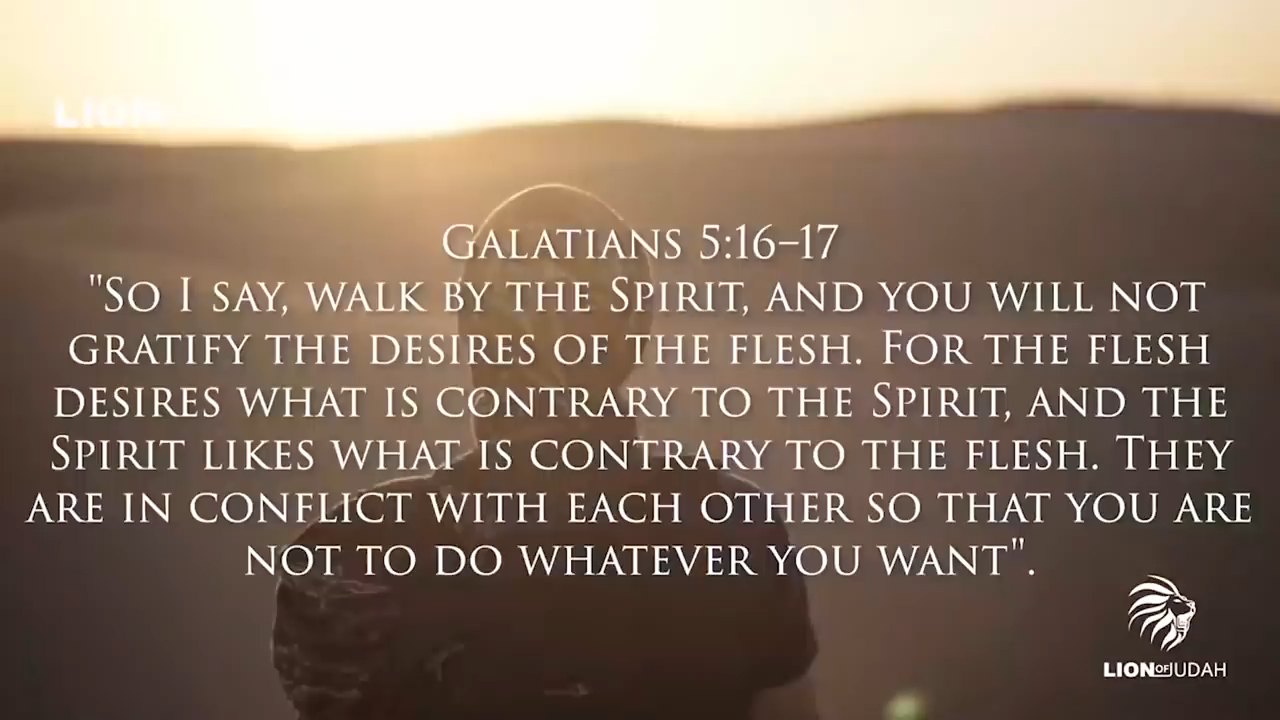 LION
Galatians 5:16–17
"So I say, walk by the Spirit, and you will not
gratify the desires of the flesh. For the flesh
desires what is contrary to the Spirit, and the
Spirit likes what is contrary to the flesh. They
are in conflict with each other so that you are
not to do whatever you want".
LION OF JUDAH